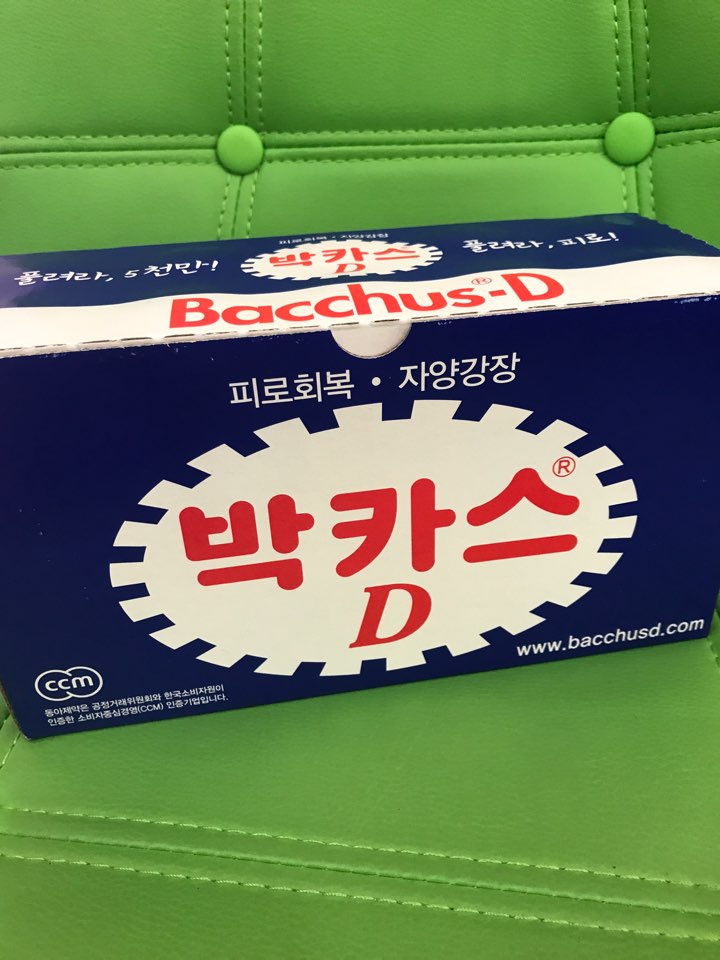 피로회복 · 자양강장
풀려라, 5천만! 박카스 풀려라, 피로!
D
Bacchus®-D
피로회복 · 자양강장
박카스®
D
www.bacchusd.com
ccm
동아제약은 공정거래위원회와 한국소비자원이
인증한 소비자중심경영(CCM) 인증기업입니다.